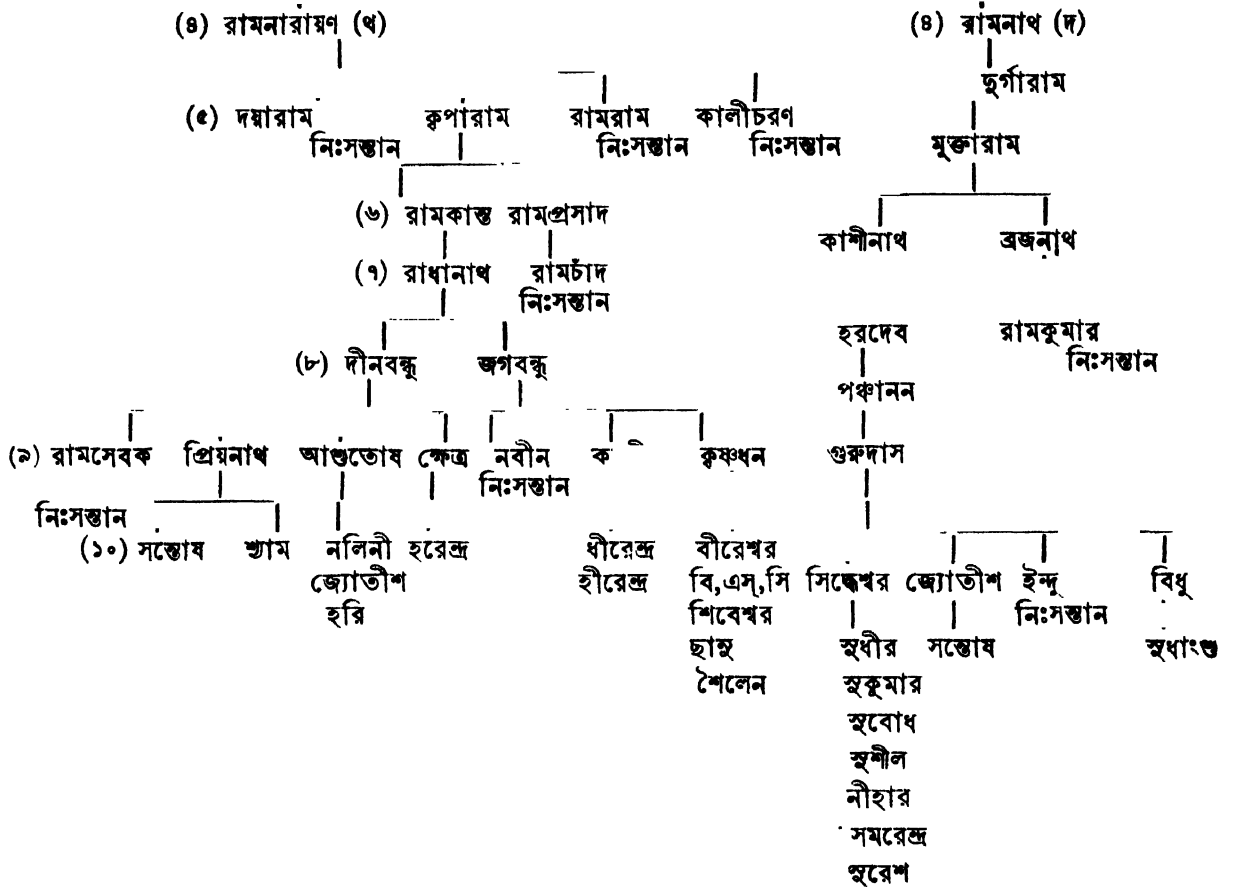 (৪) রামনারায়ণ (থ) (৪) রামনাথ (দ)
দুর্গারাম
(৫) দয়ারাম কৃপারাম রামরাম কালীচরণ
নিঃসন্তান নিঃসন্তান নিঃসন্তান মুক্তারাম
(৬) রামকান্ত রামপ্রসাদ
কাশীনাথ ব্রজনাথ
(৭) রাধানাথ রামচাঁদ
নিঃসন্তান
হরদেব রামকুমার
(৮) দীনবন্ধু জগবন্ধু নিঃসন্তান
পঞ্চানন
(৯) রামসেবক প্রিয়নাথ আশুতোষ ক্ষেত্র নবীন কৃষ্ণধন গুরুদাস
নিঃসন্তান
নিঃসন্তান
(১০) সন্তোষ শ্যাম নলিনী হরেন্দ্র ধীরেন্দ্র বীরেশ্বর
জ্যোতীশ হীরেন্দ্র বি,এস্,সি সিদ্ধেশ্বর জ্যোতীশ ইন্দু বিধু
হরি শিবেশ্বর নিঃসন্তান
ছানু সুধীর সন্তোষ সুধাংশু
শৈলেন সুকুমার
সুবোধ
সুশীল
নীহার
সমরেন্দ্র
সুরেশ